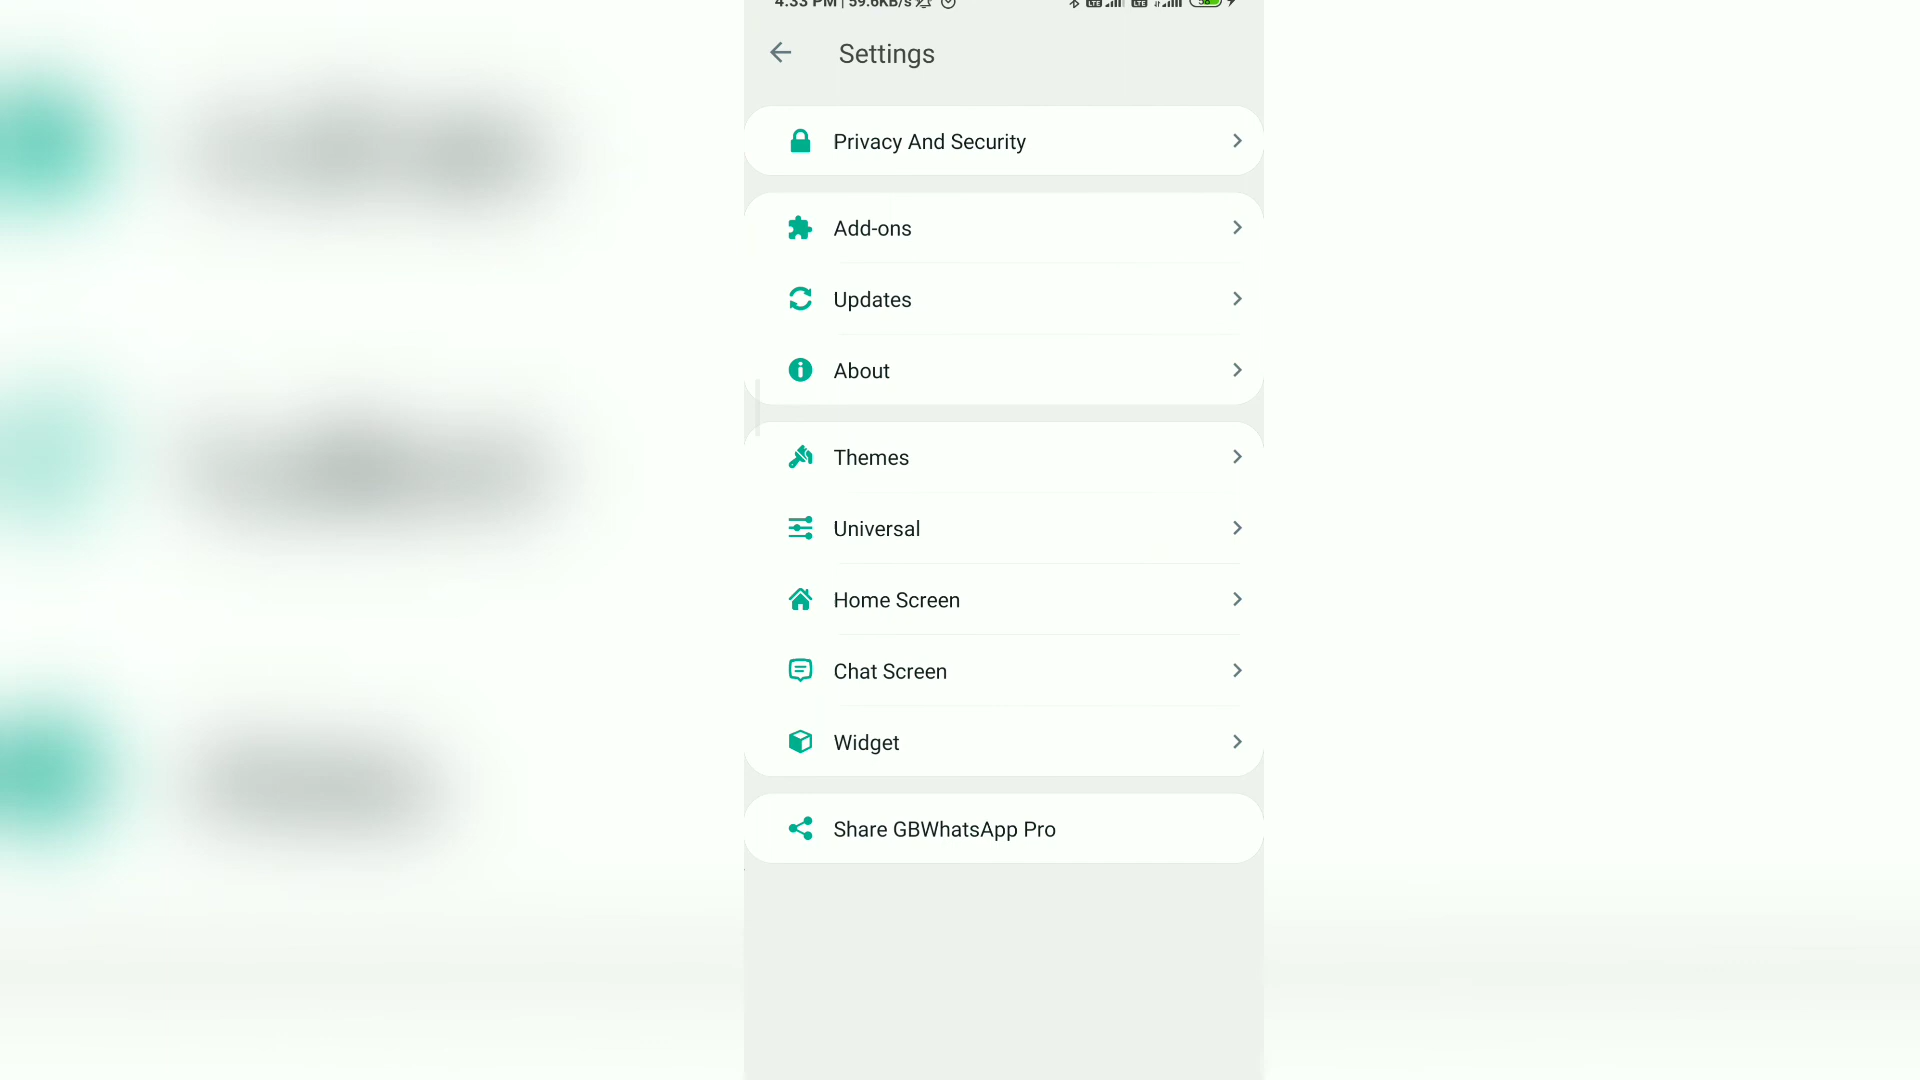 4:33 PM | 59.6KB/s
Settings
Privacy And Security
Add-ons
Updates
About
Themes
Universal
Home Screen
Chat Screen
Widget
Share GBWhatsApp Pro